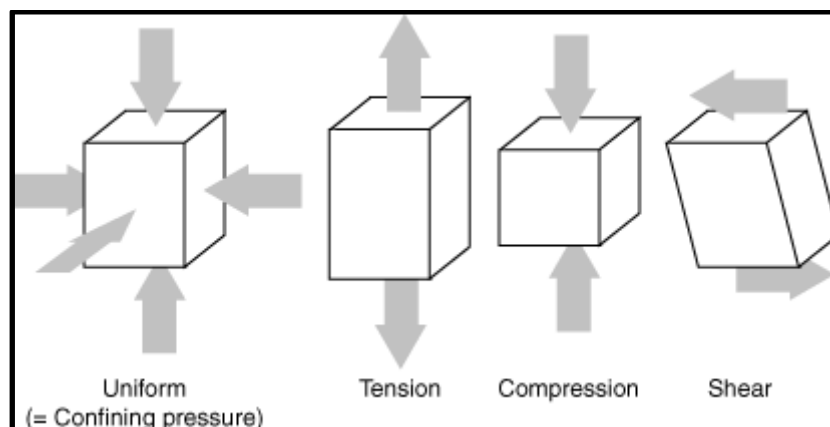 Uniform
(= Confining pressure)
Tension
Compression
Shear